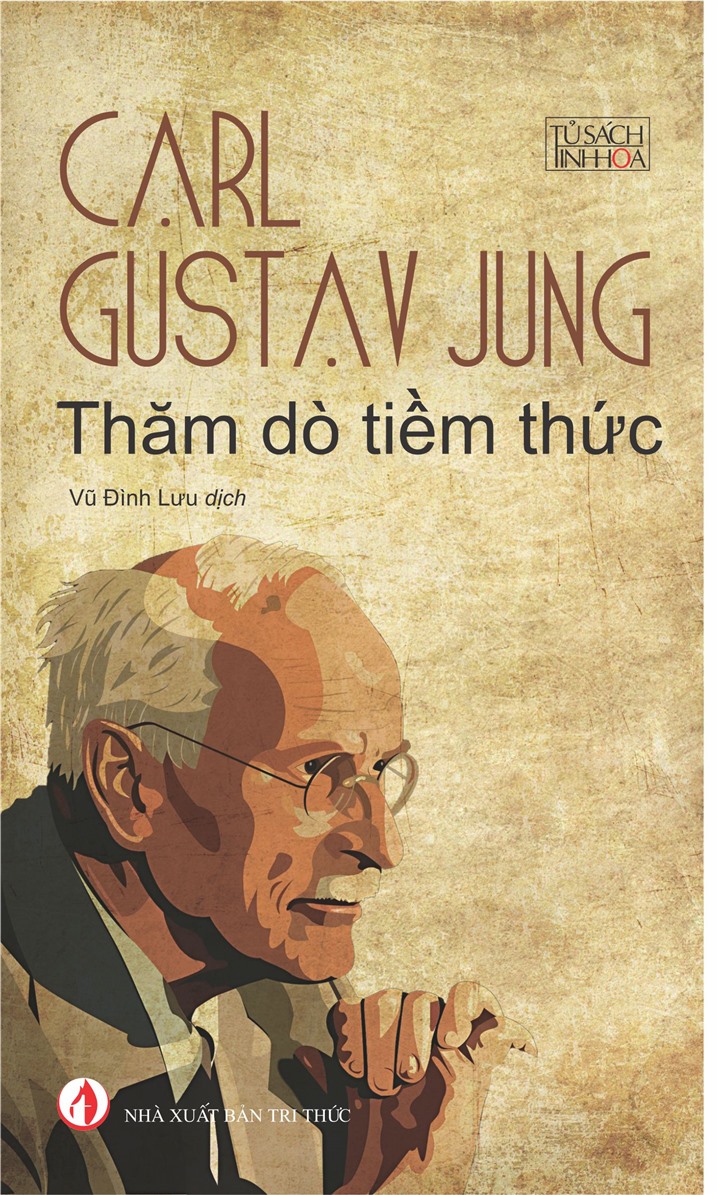 CARL
GUSTAV JUNG
TỦ SÁCH
TINH HOA
Thăm dò tiềm thức
Vũ Đình Lưu dịch
NHÀ XUẤT BẢN TRI THỨC